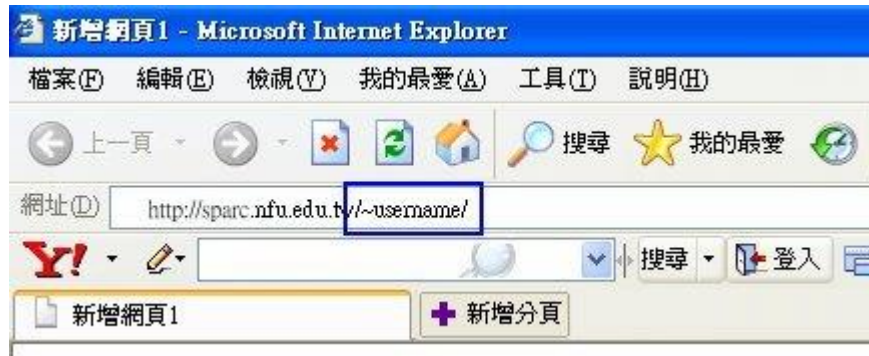 新增網頁1 - Microsoft Internet Explorer
檔案(F) 編輯(E) 檢視(V) 我的最愛(A) 工具(T) 說明(H)
上一頁 搜尋 我的最愛
網址(D) http://sparc.nfu.edu.tw/~username/
Y! 搜尋 登入
新增網頁1 新增分頁